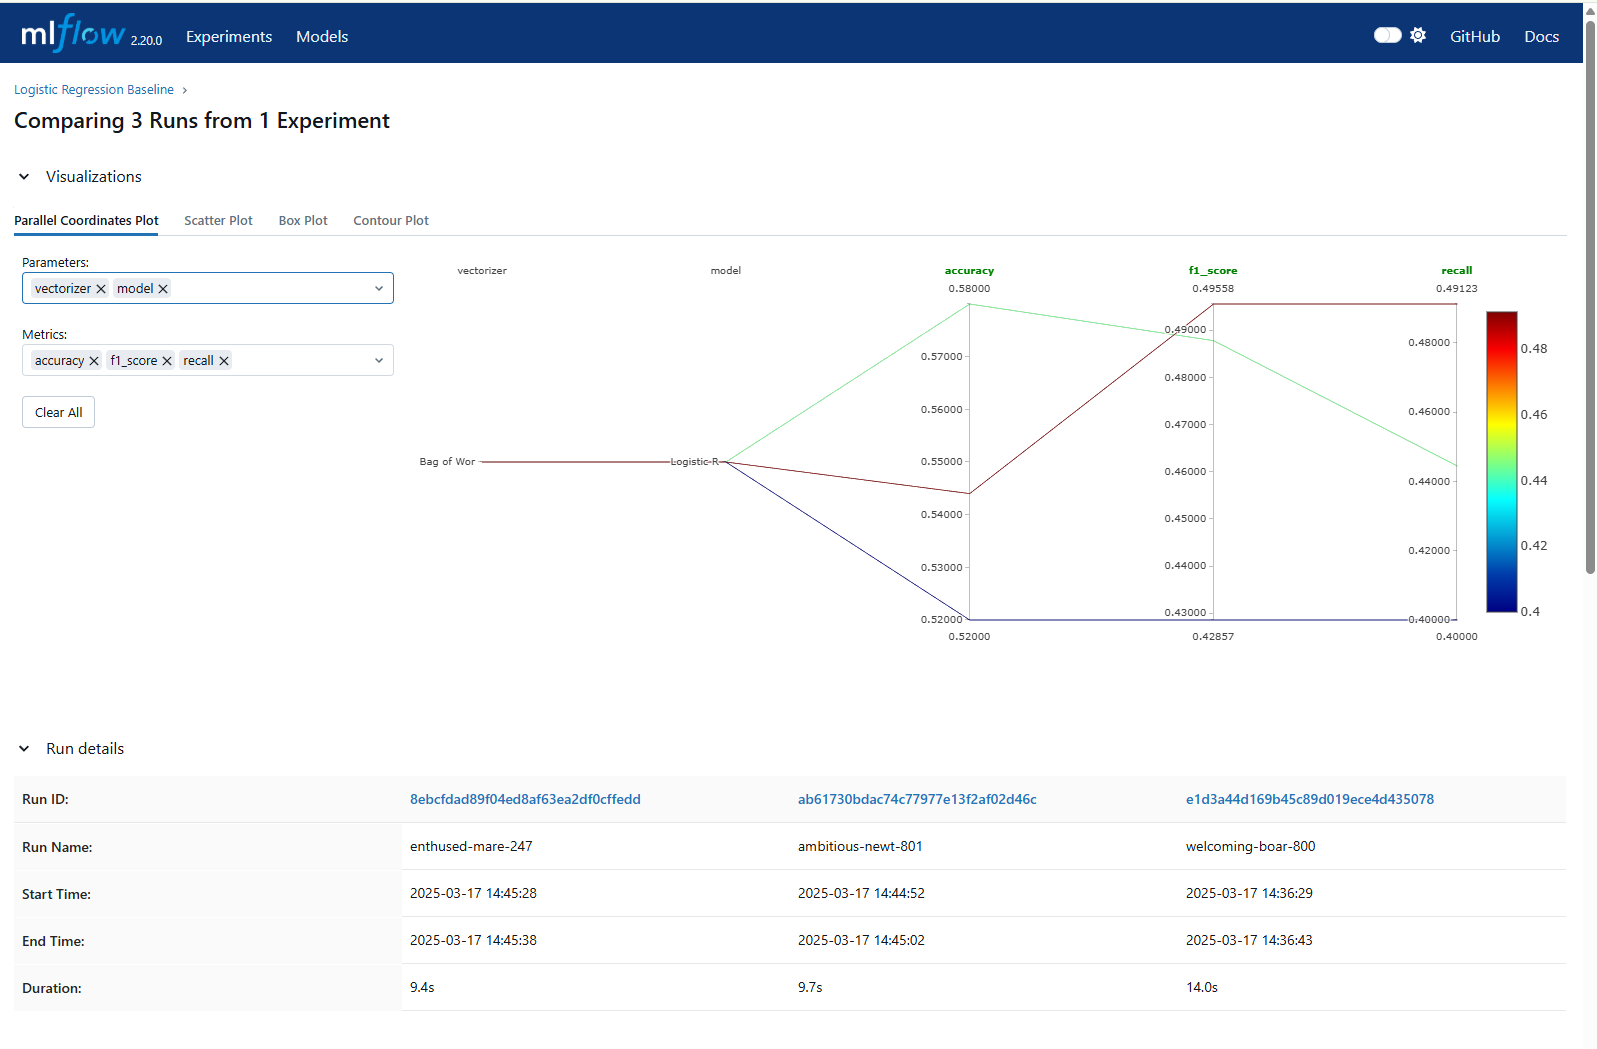 mlflow 2.20.0 Experiments Models GitHub Docs
Logistic Regression Baseline ›
Comparing 3 Runs from 1 Experiment
Visualizations
Parallel Coordinates Plot Scatter Plot Box Plot Contour Plot
Parameters:
vectorizer model
Metrics:
accuracy f1_score recall
Clear All
vectorizer model accuracy f1_score recall
0.58000 0.49558 0.49123
Bag of Wor
Logistic-R
0.57000
0.56000
0.55000
0.54000
0.53000
0.52000
0.52000
0.49000
0.48000
0.47000
0.46000
0.45000
0.44000
0.43000
0.42857
0.48000
0.46000
0.44000
0.42000
0.40000
0.40000
0.48
0.46
0.44
0.42
0.4
Run details
Run ID: 8ebcfdad89f04ed8af63ea2df0cffedd ab61730bdac74c77977e13f2af02d46c e1d3a44d169b45c89d019ece4d435078
Run Name: enthused-mare-247 ambitious-newt-801 welcoming-boar-800
Start Time: 2025-03-17 14:45:28 2025-03-17 14:44:52 2025-03-17 14:36:29
End Time: 2025-03-17 14:45:38 2025-03-17 14:45:02 2025-03-17 14:36:43
Duration: 9.4s 9.7s 14.0s